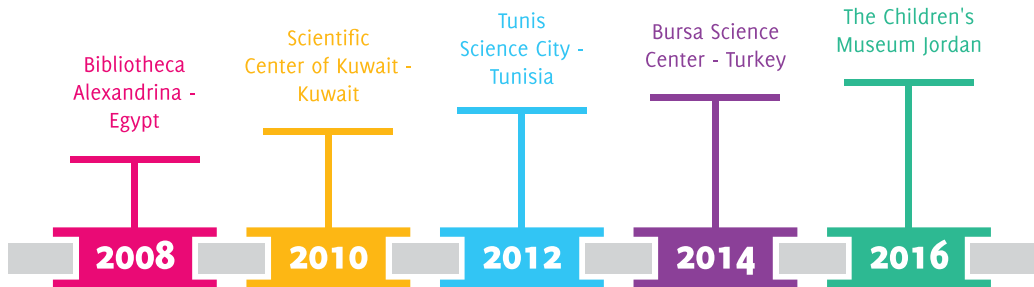 Bibliotheca
Alexandrina -
Egypt
Scientific
Center of Kuwait -
Kuwait
Tunis
Science City -
Tunisia
Bursa Science
Center - Turkey
The Children's
Museum Jordan
2008
2010
2012
2014
2016